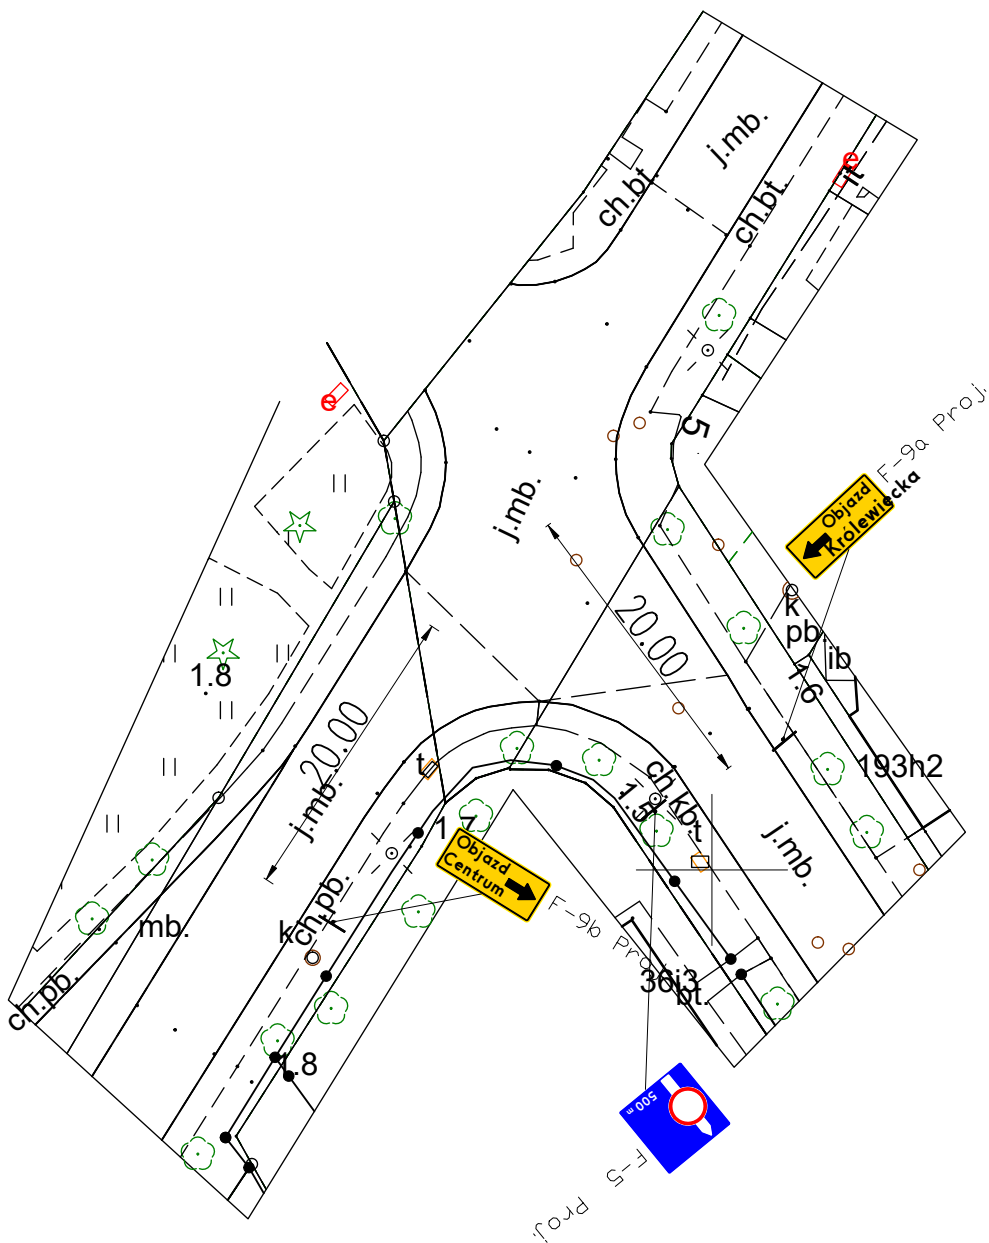 j.mb.
ch.bt.
ch.bt.
it
e
e
5
F-9a Proj.
Objazd
Królewiecka
j.mb.
20.00
k
pb.
ib
1.6
1.8
20.00
j.mb.
t
1.7
ch.kb.
t
1.5
193h2
j.mb.
Objazd
Centrum
F-9b Proj.
mb.
k
ch.pb.
ch.pb.
36i3
bt.
1.8
500 m
F-5 Proj.